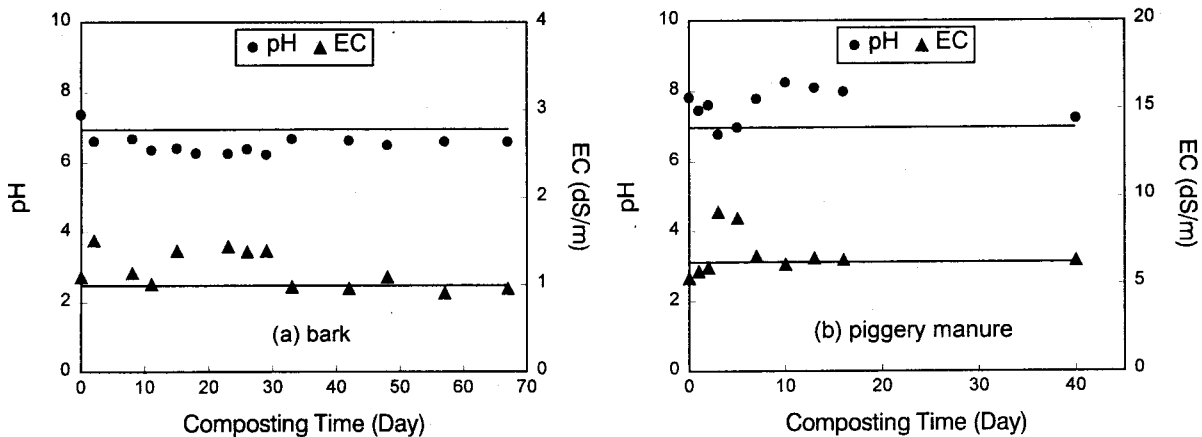 10
8
6
4
2
0
pH
● pH ▲ EC
4
3
2
1
0
EC (dS/m)
(a) bark
0 10 20 30 40 50 60 70
Composting Time (Day)
10
8
6
4
2
0
pH
● pH ▲ EC
20
15
10
5
0
EC (dS/m)
(b) piggery manure
0 10 20 30 40
Composting Time (Day)